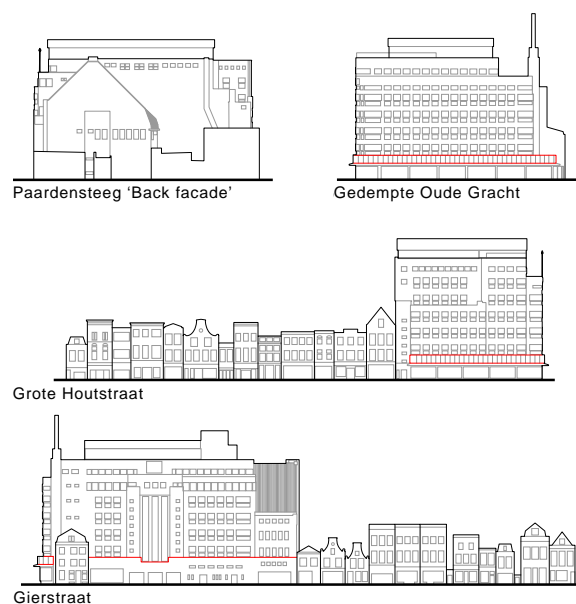 Paardensteeg ‘Back facade’
Gedempte Oude Gracht
Grote Houtstraat
Gierstraat